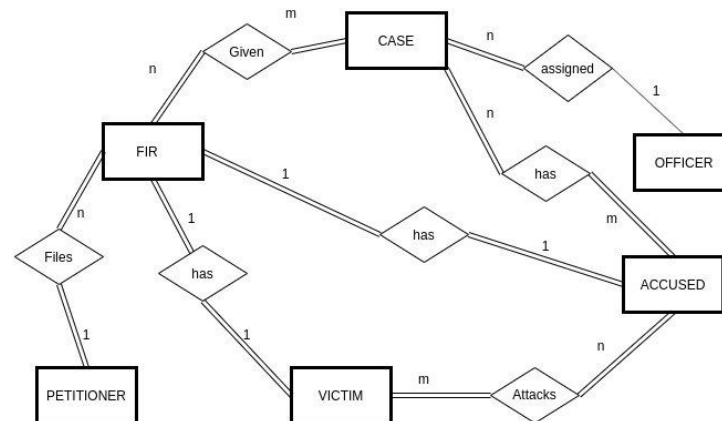 m
CASE
n
Given
assigned
n
1
n
FIR
OFFICER
has
1
n
1
m
has
1
Files
has
ACCUSED
1
1
n
m
PETITIONER
VICTIM
Attacks